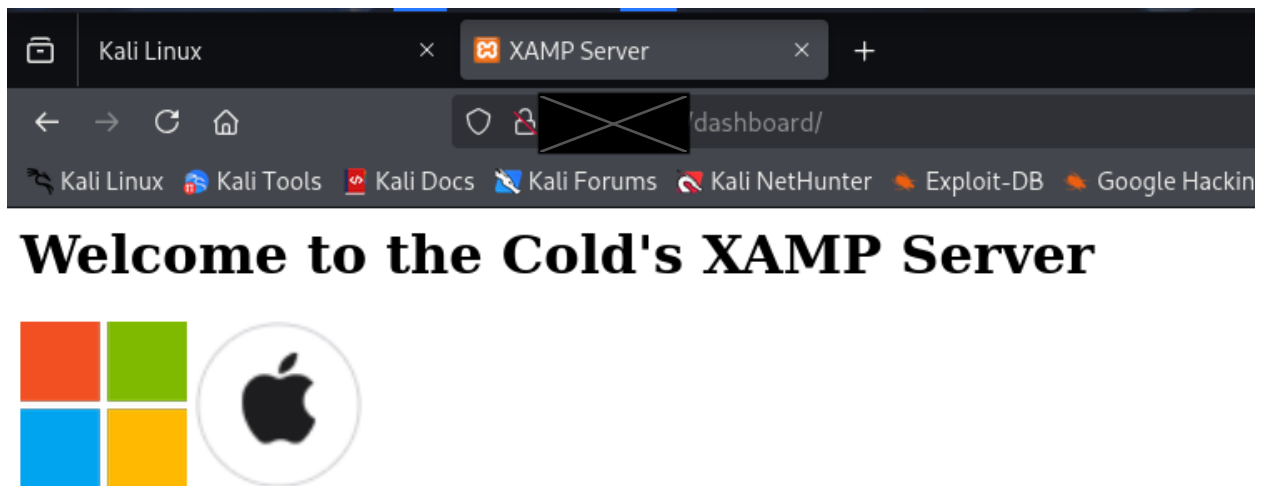 Kali Linux
XAMP Server
/dashboard/
Kali Linux Kali Tools Kali Docs Kali Forums Kali NetHunter Exploit-DB Google Hackin
Welcome to the Cold's XAMP Server